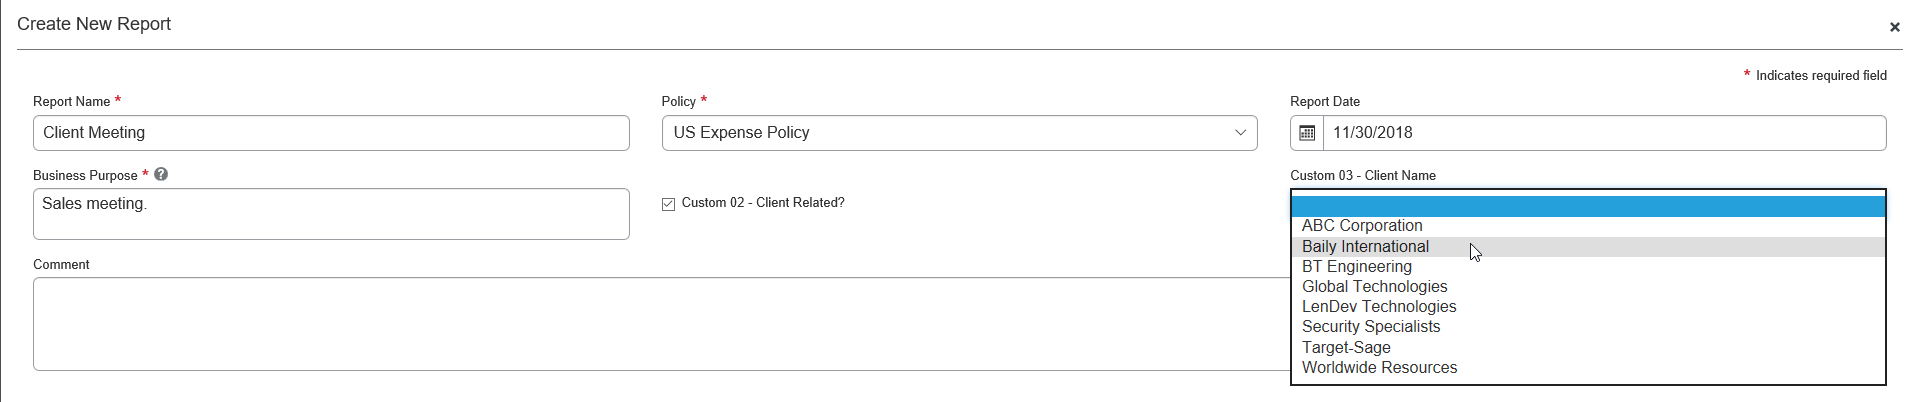 Create New Report
* Indicates required field
Report Name *
Policy *
Report Date
Client Meeting
US Expense Policy
11/30/2018
Business Purpose * ?
Custom 03 - Client Name
Sales meeting.
Custom 02 - Client Related?
ABC Corporation
Baily International
BT Engineering
Global Technologies
LenDev Technologies
Security Specialists
Target-Sage
Worldwide Resources
Comment